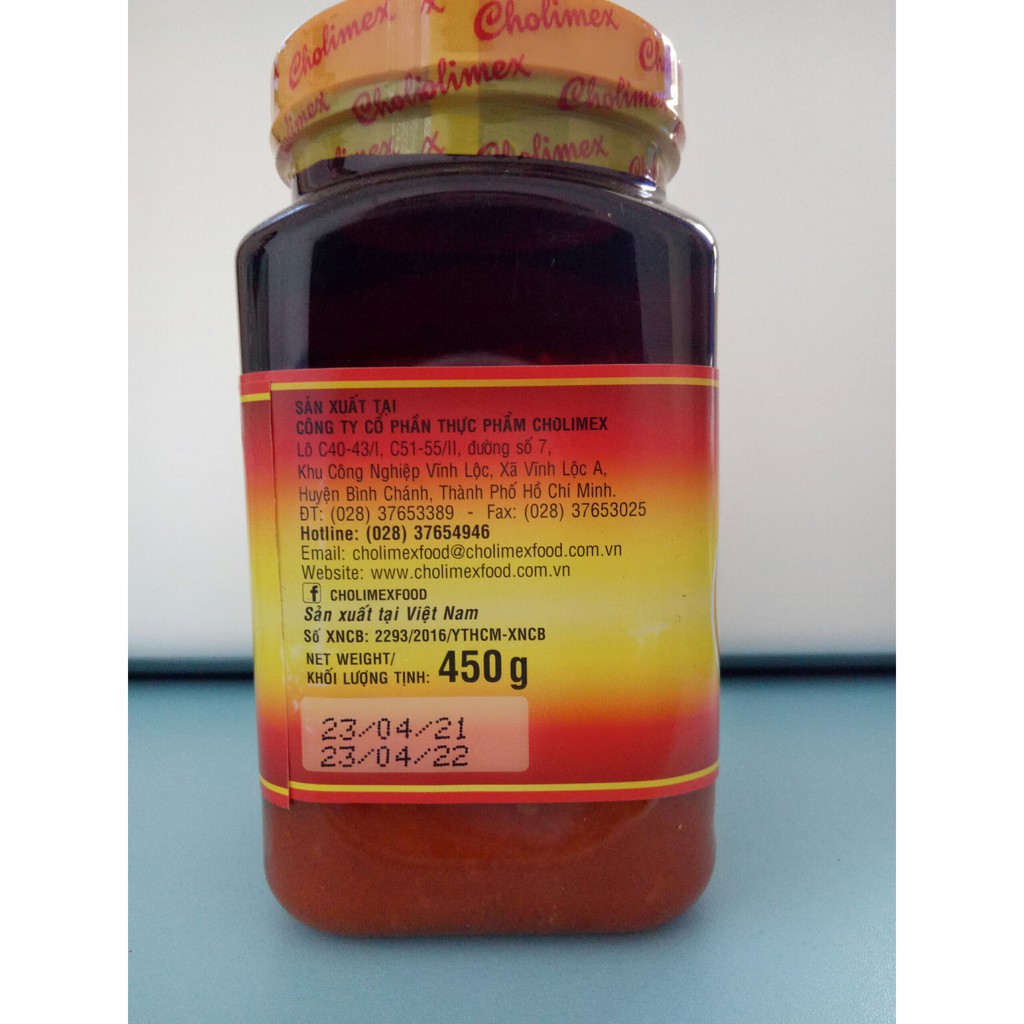 Cholimex
Cholimex
Cholimex
Cholimex
Cholimex
SẢN XUẤT TẠI
CÔNG TY CỔ PHẦN THỰC PHẨM CHOLIMEX
Lô C40-43/I, C51-55/II, đường số 7,
Khu Công Nghiệp Vĩnh Lộc, Xã Vĩnh Lộc A,
Huyện Bình Chánh, Thành Phố Hồ Chí Minh.
ĐT: (028) 37653389 - Fax: (028) 37653025
Hotline: (028) 37654946
Email: cholimexfood@cholimexfood.com.vn
Website: www.cholimexfood.com.vn
f CHOLIMEXFOOD
Sản xuất tại Việt Nam
Số XNCB: 2293/2016/YTHCM-XNCB
NET WEIGHT/
KHỐI LƯỢNG TỊNH: 450g
23/04/21
23/04/22